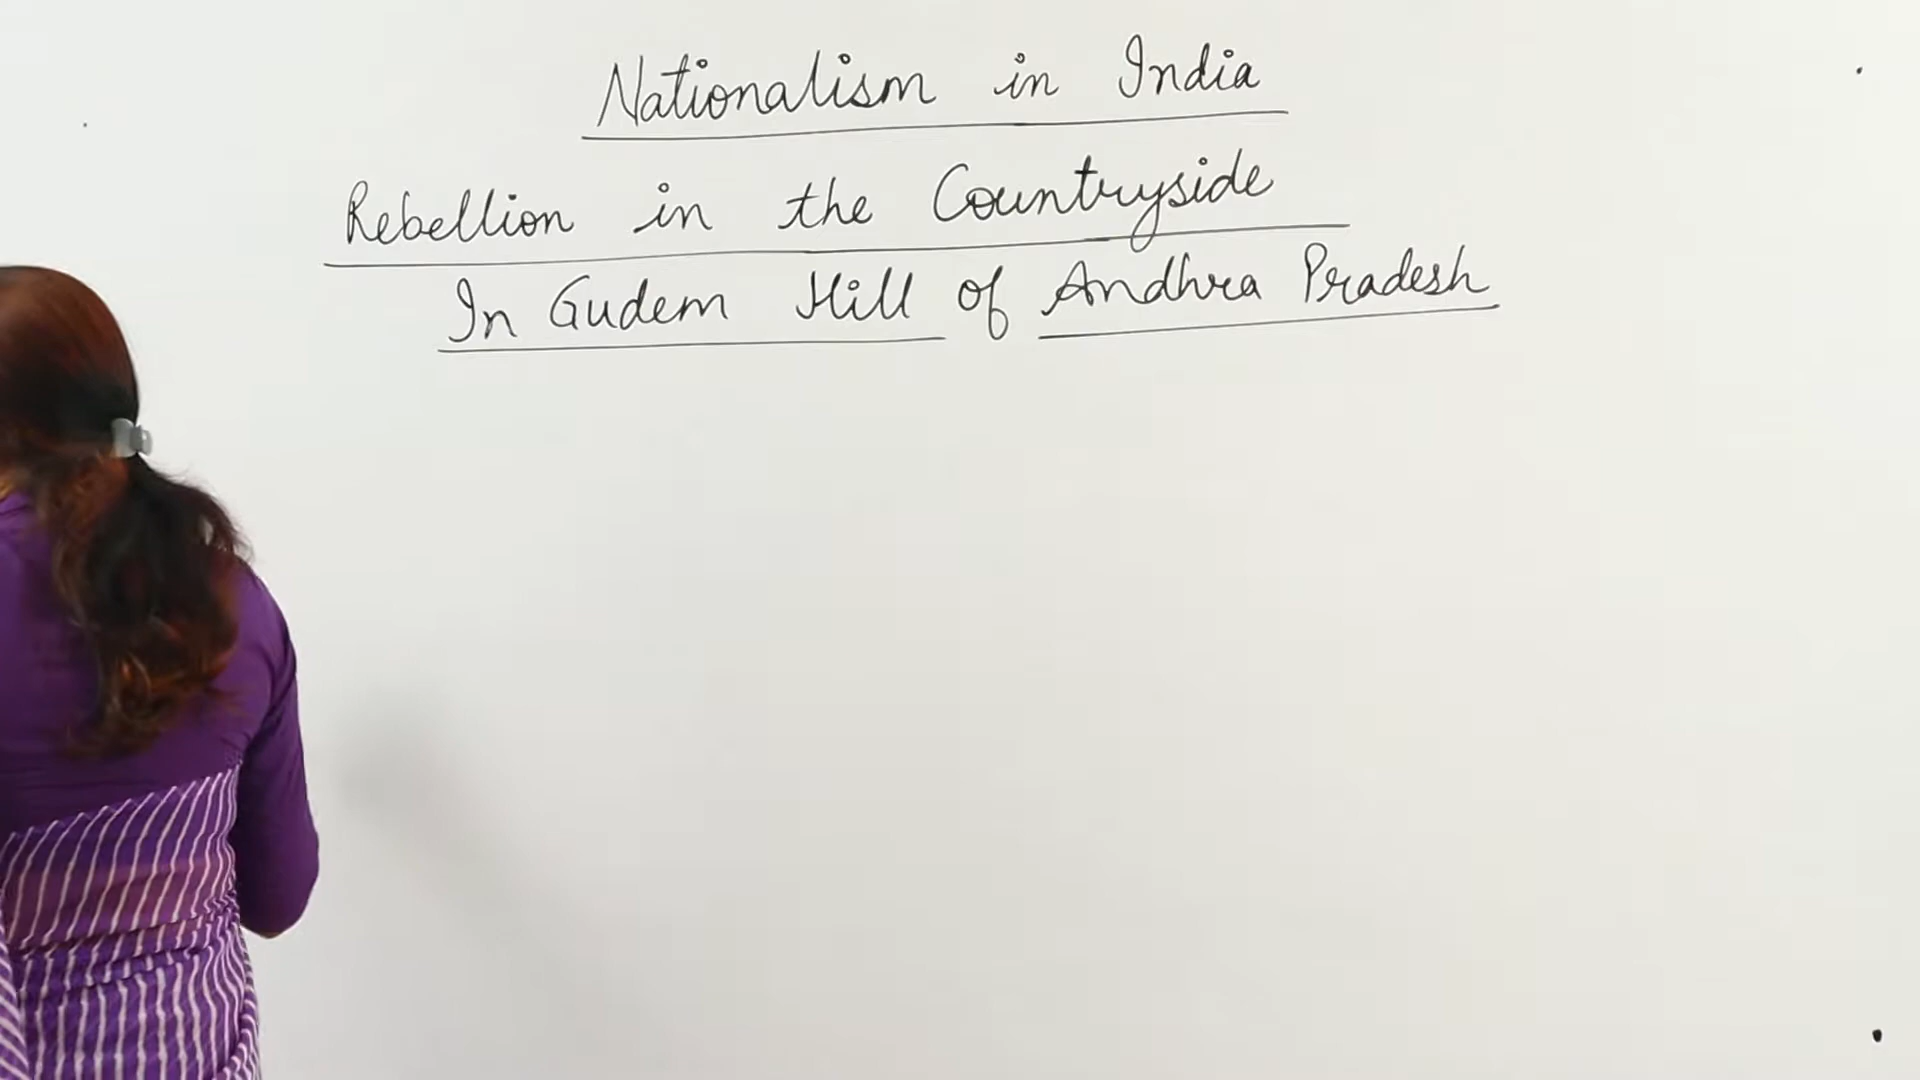 Nationalism in India
Rebellion in the Countryside
In Gudem Hill of Andhra Pradesh